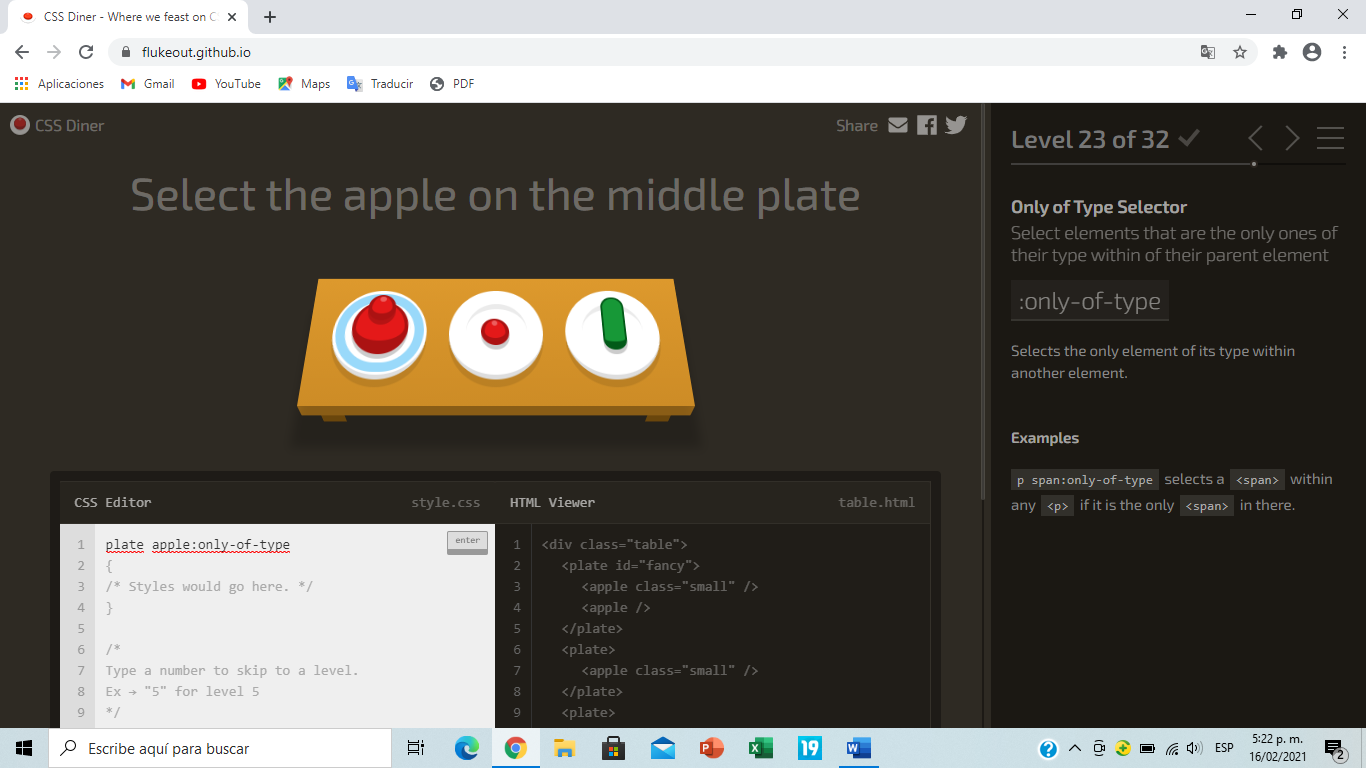 CSS Diner - Where we feast on C
flukeout.github.io
Aplicaciones Gmail YouTube Maps Traducir PDF
CSS Diner
Share
Select the apple on the middle plate
CSS Editor style.css
1 plate apple:only-of-type
2 {
3 /* Styles would go here. */
4 }
5
6 /*
7 Type a number to skip to a level.
8 Ex → "5" for level 5
9 */
enter
HTML Viewer table.html
1 <div class="table">
2 <plate id="fancy">
3 <apple class="small" />
4 <apple />
5 </plate>
6 <plate>
7 <apple class="small" />
8 </plate>
9 <plate>
Level 23 of 32
Only of Type Selector
Select elements that are the only ones of
their type within of their parent element
:only-of-type
Selects the only element of its type within
another element.
Examples
p span:only-of-type selects a <span> within
any <p> if it is the only <span> in there.
Escribe aquí para buscar
19
ESP
5:22 p. m.
16/02/2021
2